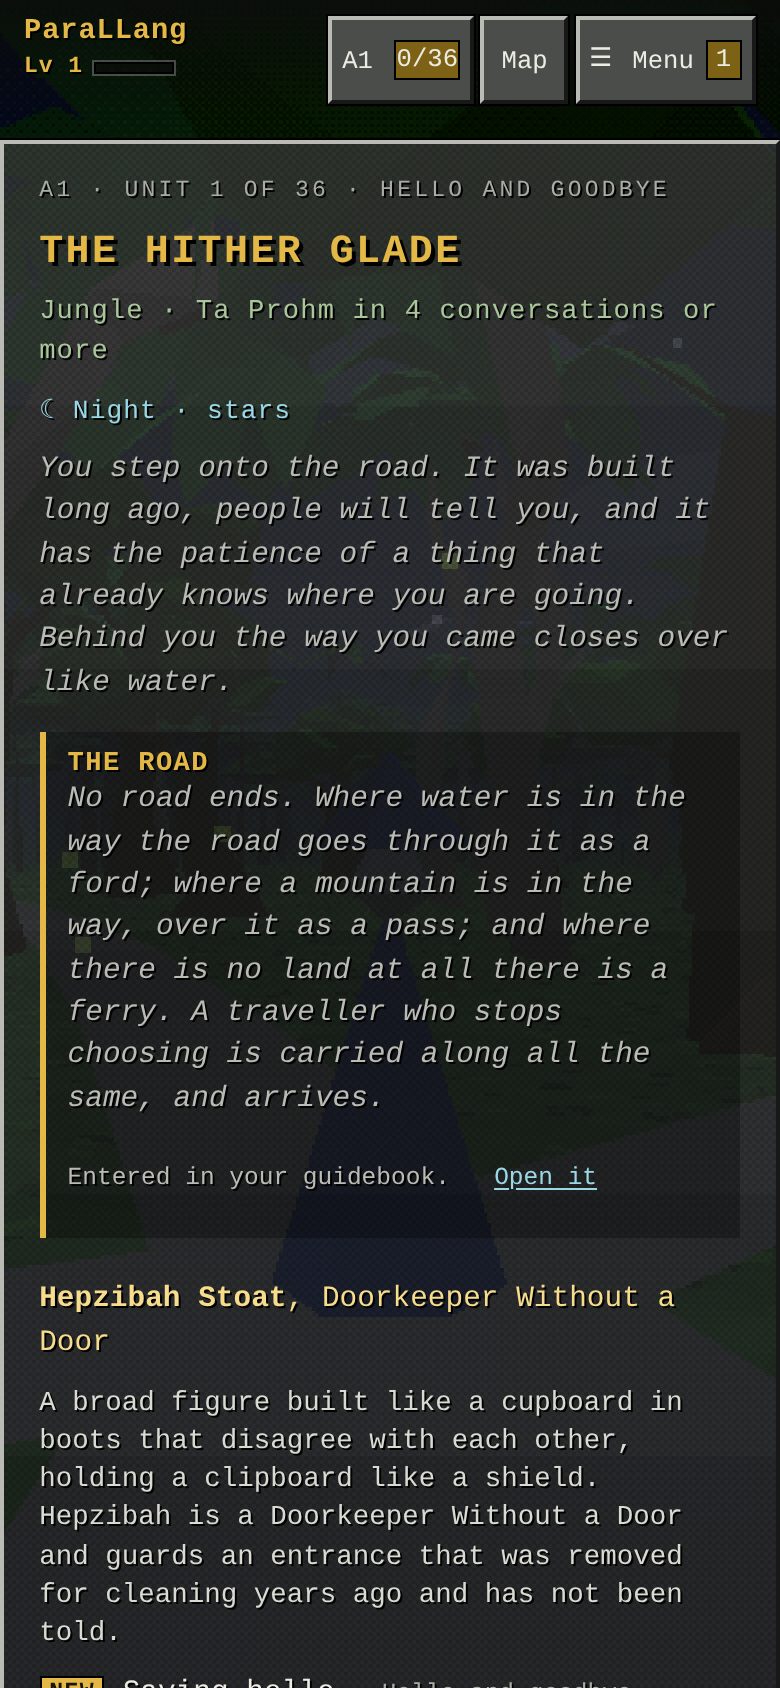 ParaLLang
Lv 1
A1 0/36
Map
☰ Menu 1
A1 · UNIT 1 OF 36 · HELLO AND GOODBYE
THE HITHER GLADE
Jungle · Ta Prohm in 4 conversations or
more
☾ Night · stars
You step onto the road. It was built
long ago, people will tell you, and it
has the patience of a thing that
already knows where you are going.
Behind you the way you came closes over
like water.
THE ROAD
No road ends. Where water is in the
way the road goes through it as a
ford; where a mountain is in the
way, over it as a pass; and where
there is no land at all there is a
ferry. A traveller who stops
choosing is carried along all the
same, and arrives.
Entered in your guidebook. Open it
Hepzibah Stoat, Doorkeeper Without a
Door
A broad figure built like a cupboard in
boots that disagree with each other,
holding a clipboard like a shield.
Hepzibah is a Doorkeeper Without a Door
and guards an entrance that was removed
for cleaning years ago and has not been
told.
NEW Saying hello Hello and goodbye